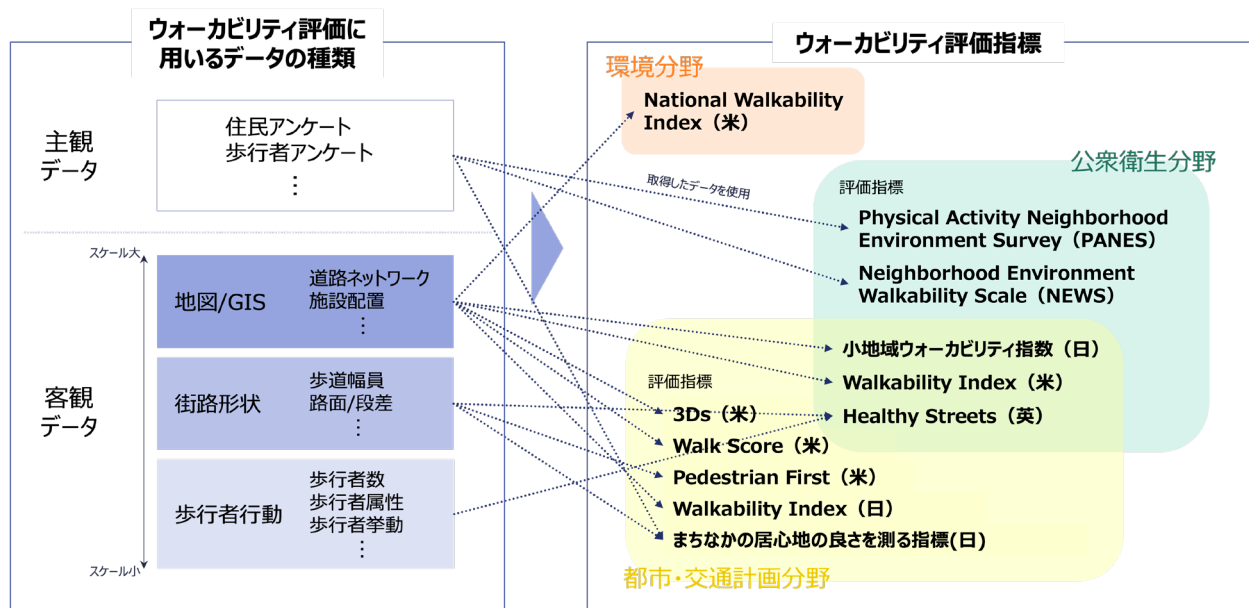 ウォーカビリティ評価に
用いるデータの種類
主観
データ
住民アンケート
歩行者アンケート
⋮
スケール大
客観
データ
地図/GIS
道路ネットワーク
施設配置
⋮
街路形状
歩道幅員
路面/段差
⋮
歩行者行動
歩行者数
歩行者属性
歩行者挙動
⋮
スケール小
ウォーカビリティ評価指標
環境分野
National Walkability
Index（米）
公衆衛生分野
取得したデータを使用
評価指標
Physical Activity Neighborhood
Environment Survey（PANES）
Neighborhood Environment
Walkability Scale（NEWS）
小地域ウォーカビリティ指数（日）
Walkability Index（米）
Healthy Streets（英）
評価指標
3Ds（米）
Walk Score（米）
Pedestrian First（米）
Walkability Index（日）
まちなかの居心地の良さを測る指標(日)
都市・交通計画分野